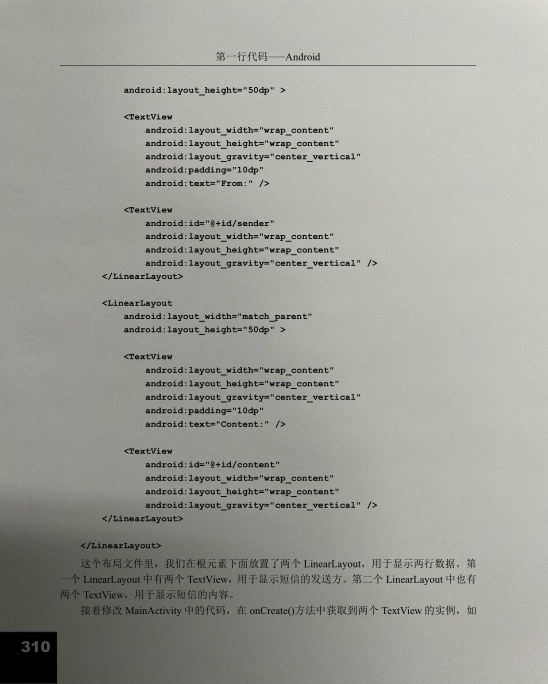 第一行代码——Android
android:layout_height="50dp" >
<TextView
android:layout_width="wrap_content"
android:layout_height="wrap_content"
android:layout_gravity="center_vertical"
android:padding="10dp"
android:text="From:" />
<TextView
android:id="@+id/sender"
android:layout_width="wrap_content"
android:layout_height="wrap_content"
android:layout_gravity="center_vertical" />
</LinearLayout>
<LinearLayout
android:layout_width="match_parent"
android:layout_height="50dp" >
<TextView
android:layout_width="wrap_content"
android:layout_height="wrap_content"
android:layout_gravity="center_vertical"
android:padding="10dp"
android:text="Content:" />
<TextView
android:id="@+id/content"
android:layout_width="wrap_content"
android:layout_height="wrap_content"
android:layout_gravity="center_vertical" />
</LinearLayout>
</LinearLayout>
这个布局文件里，我们在根元素下面放置了两个 LinearLayout，用于显示两行数据。第
一个 LinearLayout 中有两个 TextView，用于显示短信的发送方。第二个 LinearLayout 中也有
两个 TextView，用于显示短信的内容。
接着修改 MainActivity 中的代码，在 onCreate()方法中获取到两个 TextView 的实例，如
310